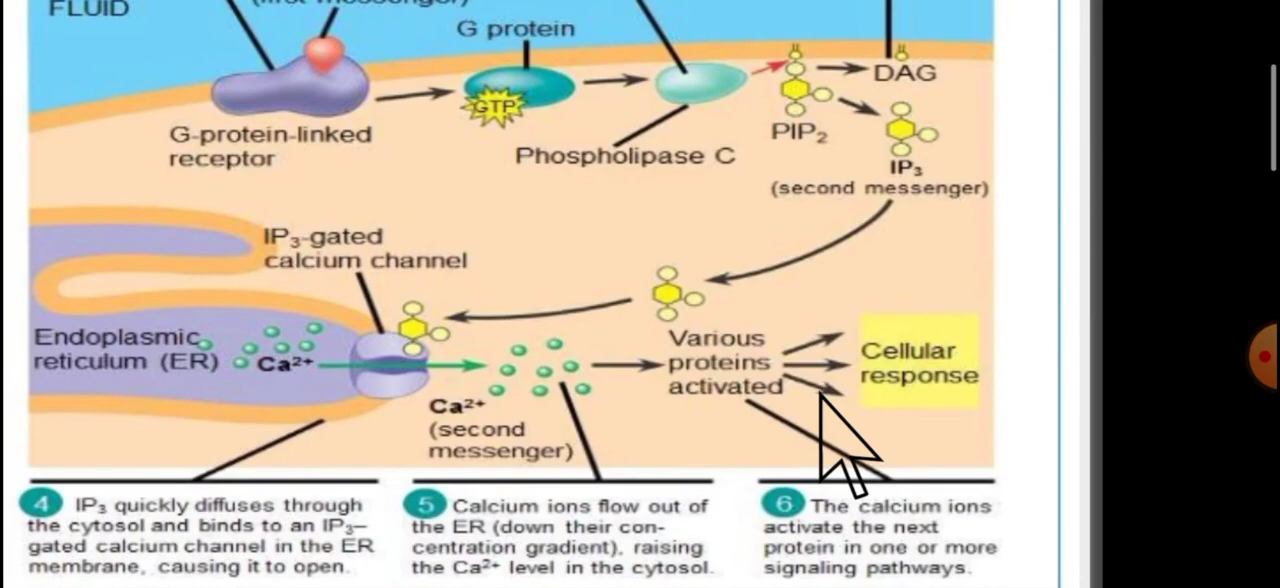 FLUID
(first messenger)
G protein
GTP
DAG
G-protein-linked
receptor
Phospholipase C
PIP₂
IP₃
(second messenger)
IP₃-gated
calcium channel
Endoplasmic
reticulum (ER)
Ca²⁺
Ca²⁺
(second
messenger)
Various
proteins
activated
Cellular
response
4 IP₃ quickly diffuses through
the cytosol and binds to an IP₃–
gated calcium channel in the ER
membrane, causing it to open.
5 Calcium ions flow out of
the ER (down their con-
centration gradient), raising
the Ca²⁺ level in the cytosol.
6 The calcium ions
activate the next
protein in one or more
signaling pathways.